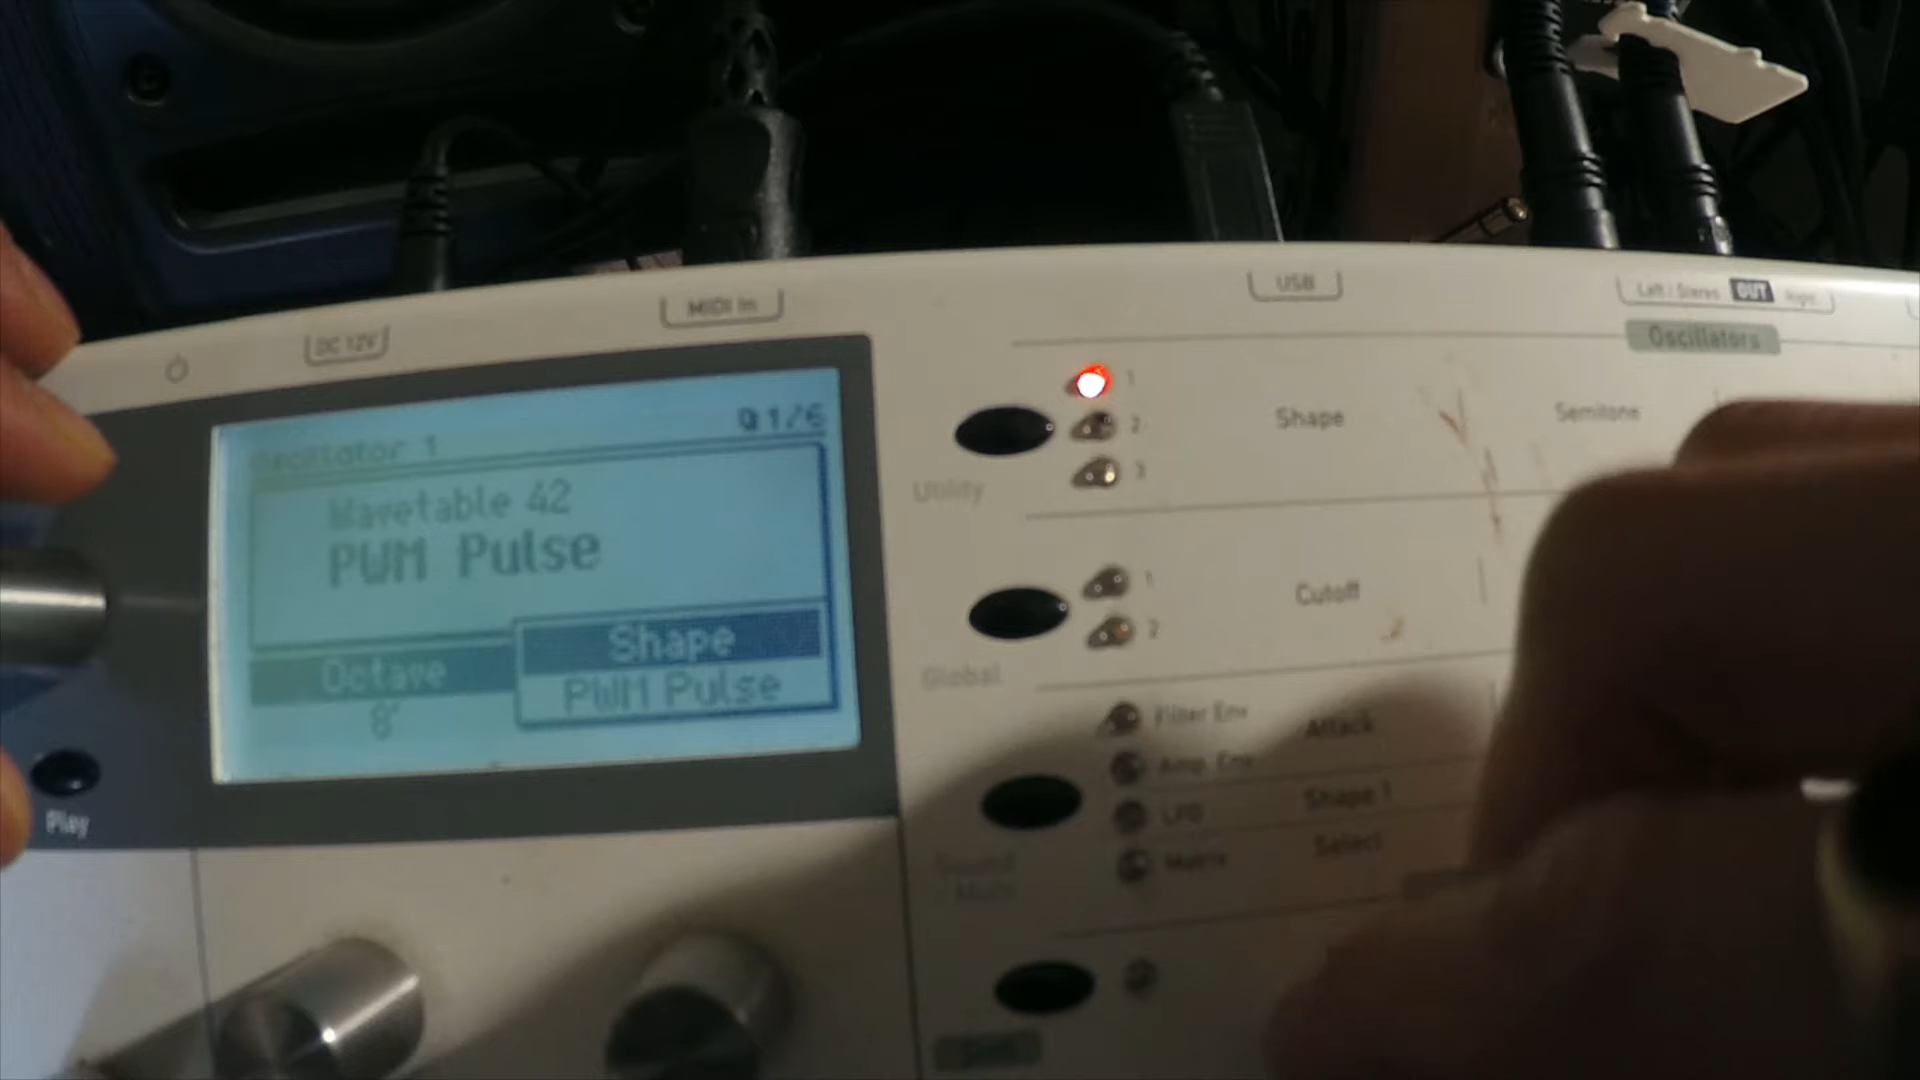 DC 12V
MIDI In
USB
Left / Stereo OUT Right
Oscillators
Oscillator 1
1/6
Wavetable 42
PWM Pulse
Octave
8'
Shape
PWM Pulse
Play
1
2
3
Shape
Semitone
Utility
1
2
Cutoff
Global
Filter Env
Attack
Amp. Env
LFO
Shape 1
Matrix
Select
Sound
/ Multi